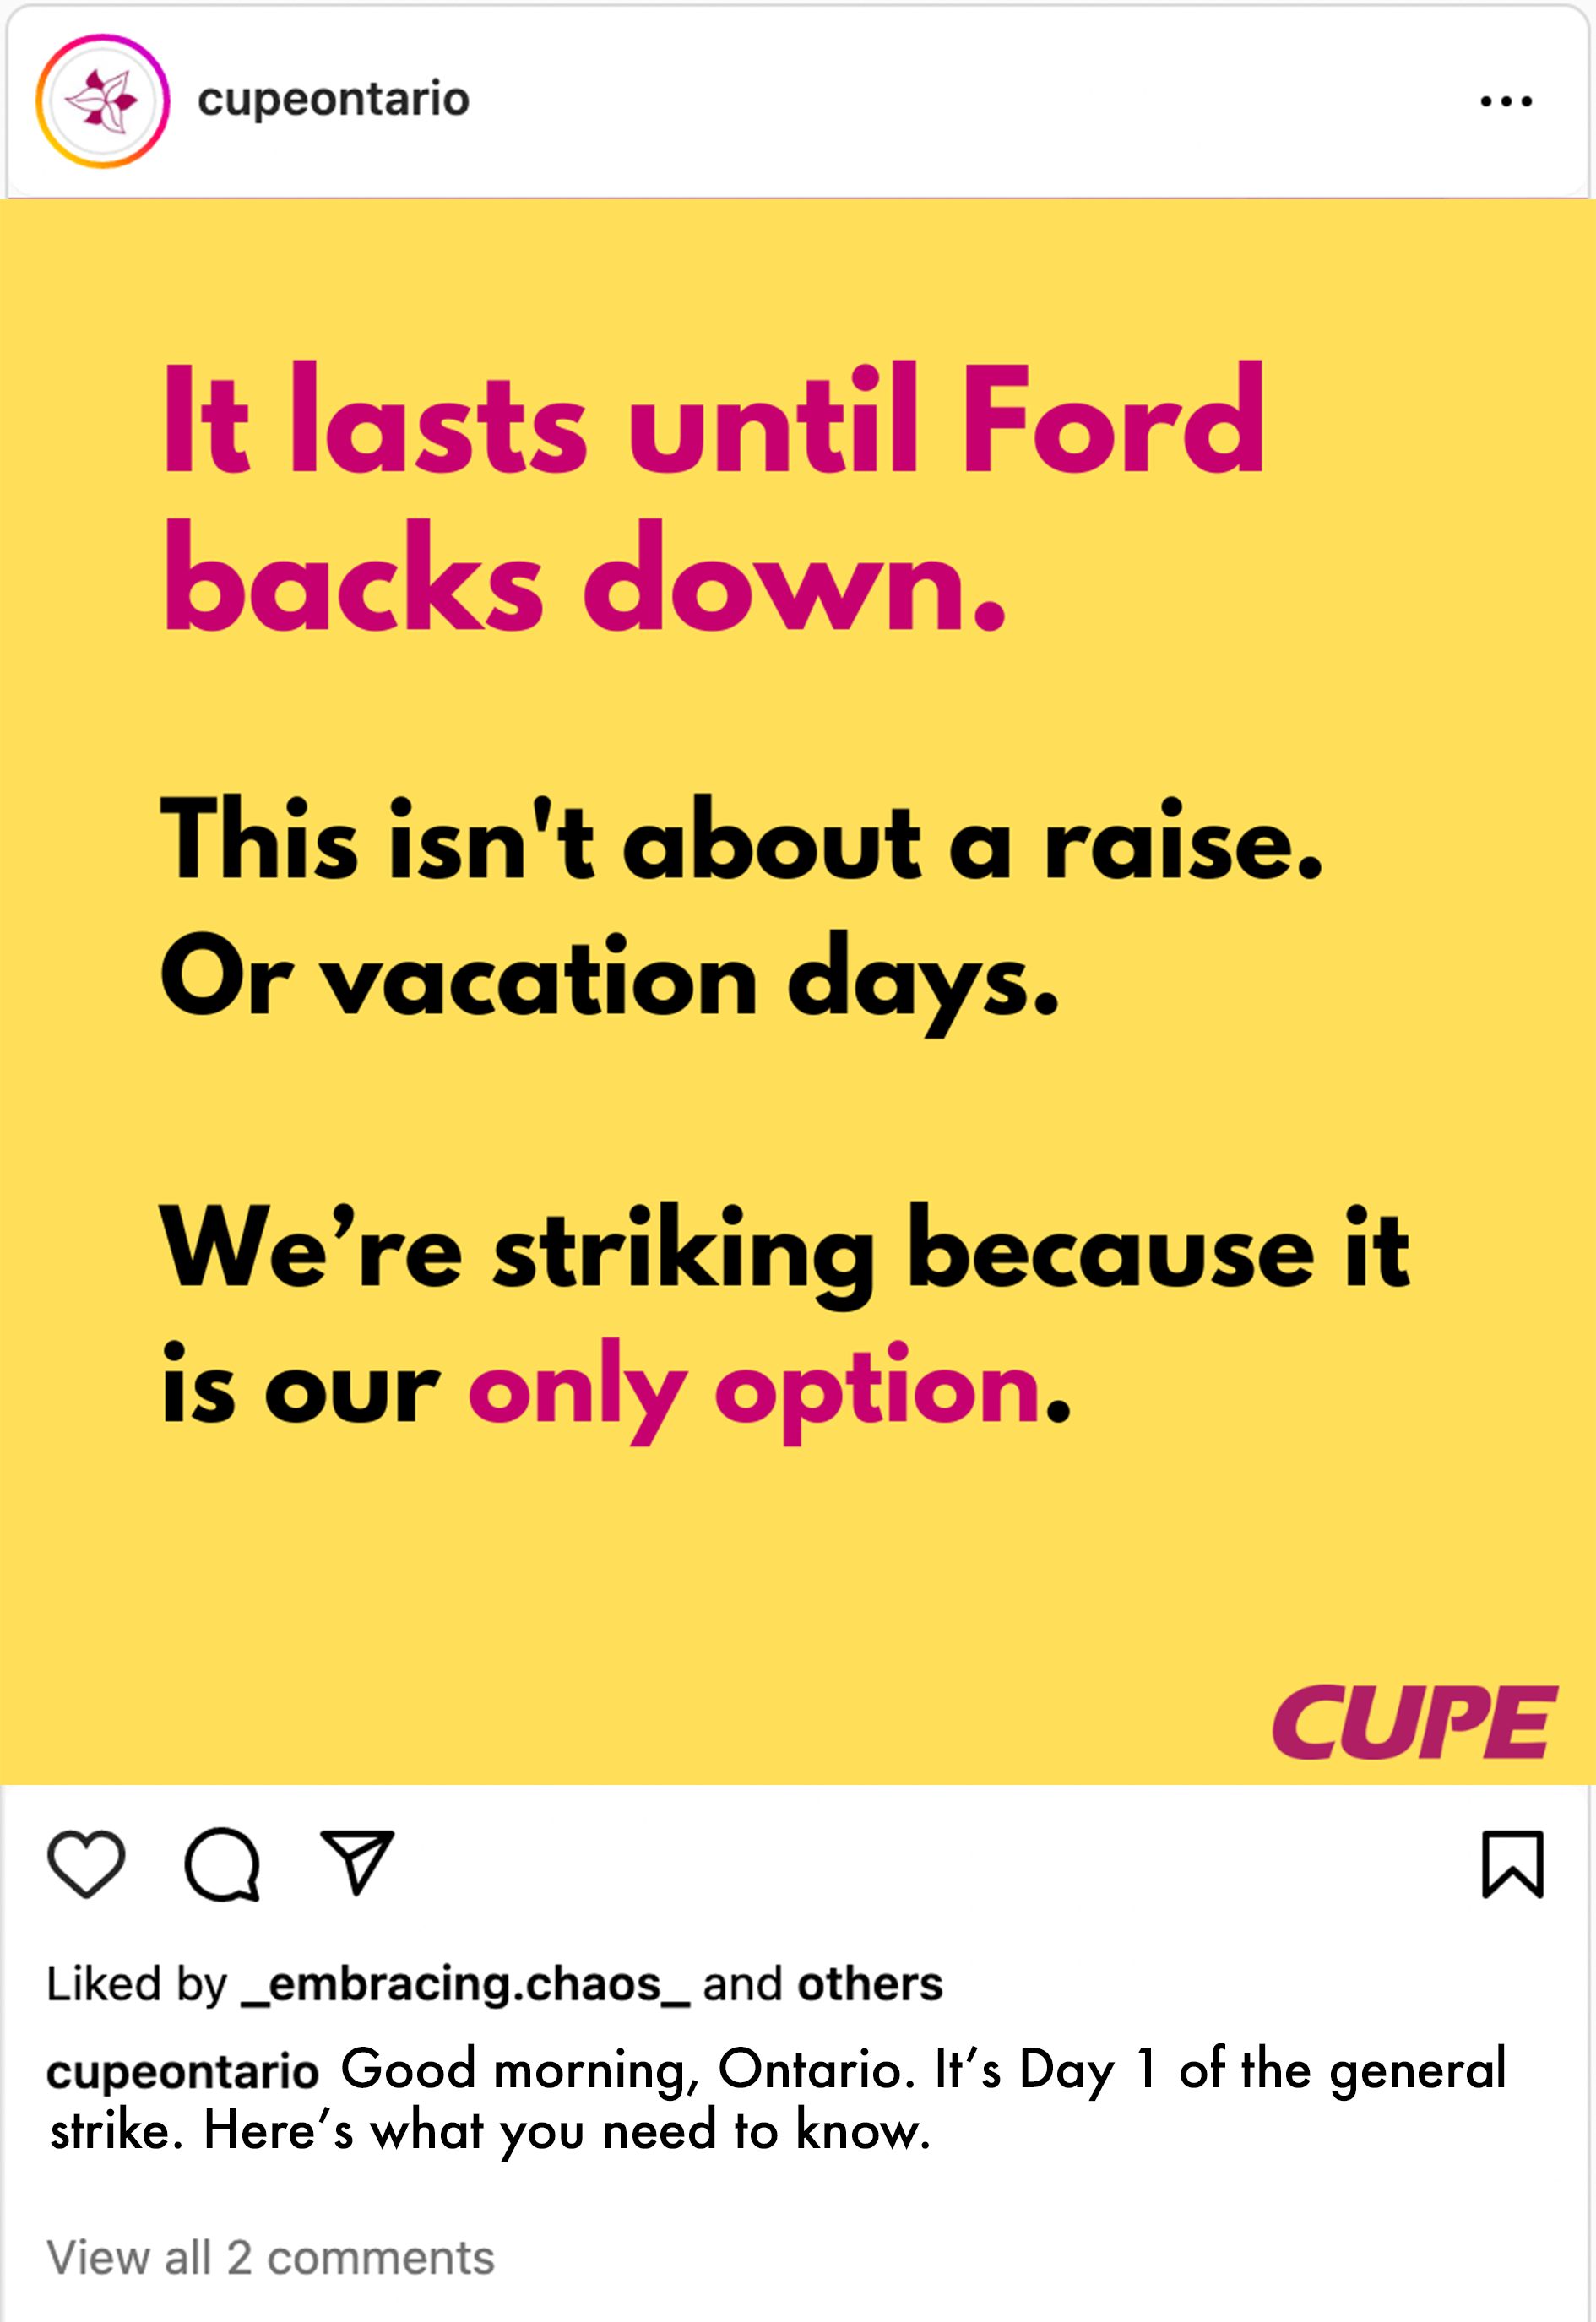 cupeontario
It lasts until Ford
backs down.
This isn't about a raise.
Or vacation days.
We’re striking because it
is our only option.
CUPE
Liked by _embracing.chaos_ and others
cupeontario Good morning, Ontario. It’s Day 1 of the general
strike. Here’s what you need to know.
View all 2 comments